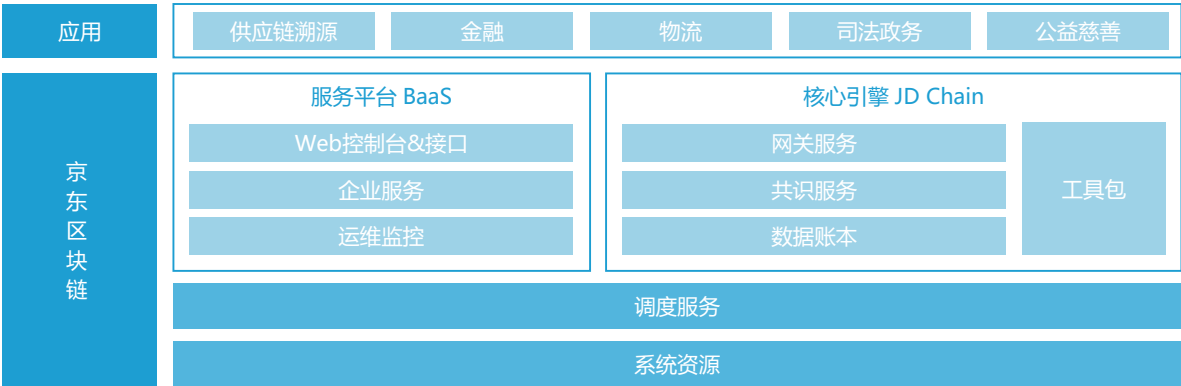 应用
供应链溯源
金融
物流
司法政务
公益慈善
京东区块链
服务平台 BaaS
Web控制台&接口
企业服务
运维监控
核心引擎 JD Chain
网关服务
共识服务
数据账本
工具包
调度服务
系统资源